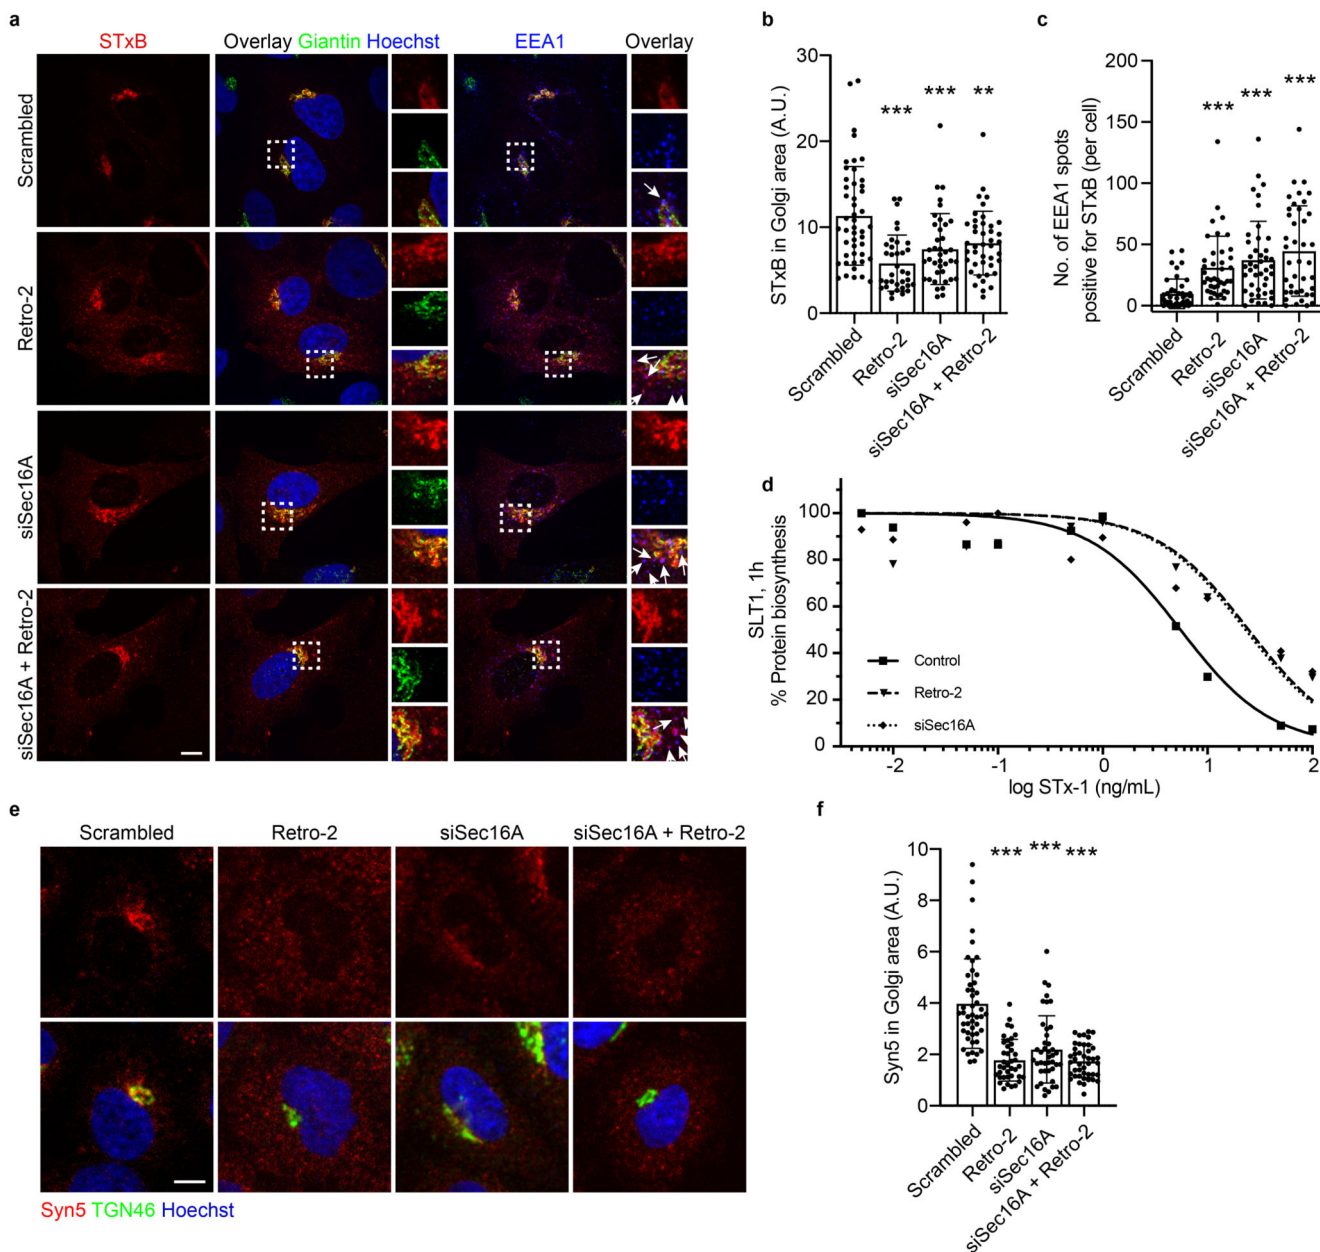 a
STxB
Overlay Giantin Hoechst
EEA1
Overlay
Scrambled
Retro-2
siSec16A
siSec16A + Retro-2
b
STxB in Golgi area (A.U.)
30
20
10
0
***
***
**
Scrambled
Retro-2
siSec16A
siSec16A + Retro-2
c
No. of EEA1 spots
positive for STxB (per cell)
200
150
100
50
0
***
***
***
Scrambled
Retro-2
siSec16A
siSec16A + Retro-2
d
SLT1, 1h
% Protein biosynthesis
100
80
60
40
20
0
Control
Retro-2
siSec16A
-2
-1
0
1
2
log STx-1 (ng/mL)
e
Scrambled
Retro-2
siSec16A
siSec16A + Retro-2
Syn5 TGN46 Hoechst
f
Syn5 in Golgi area (A.U.)
10
8
6
4
2
0
***
***
***
Scrambled
Retro-2
siSec16A
siSec16A + Retro-2